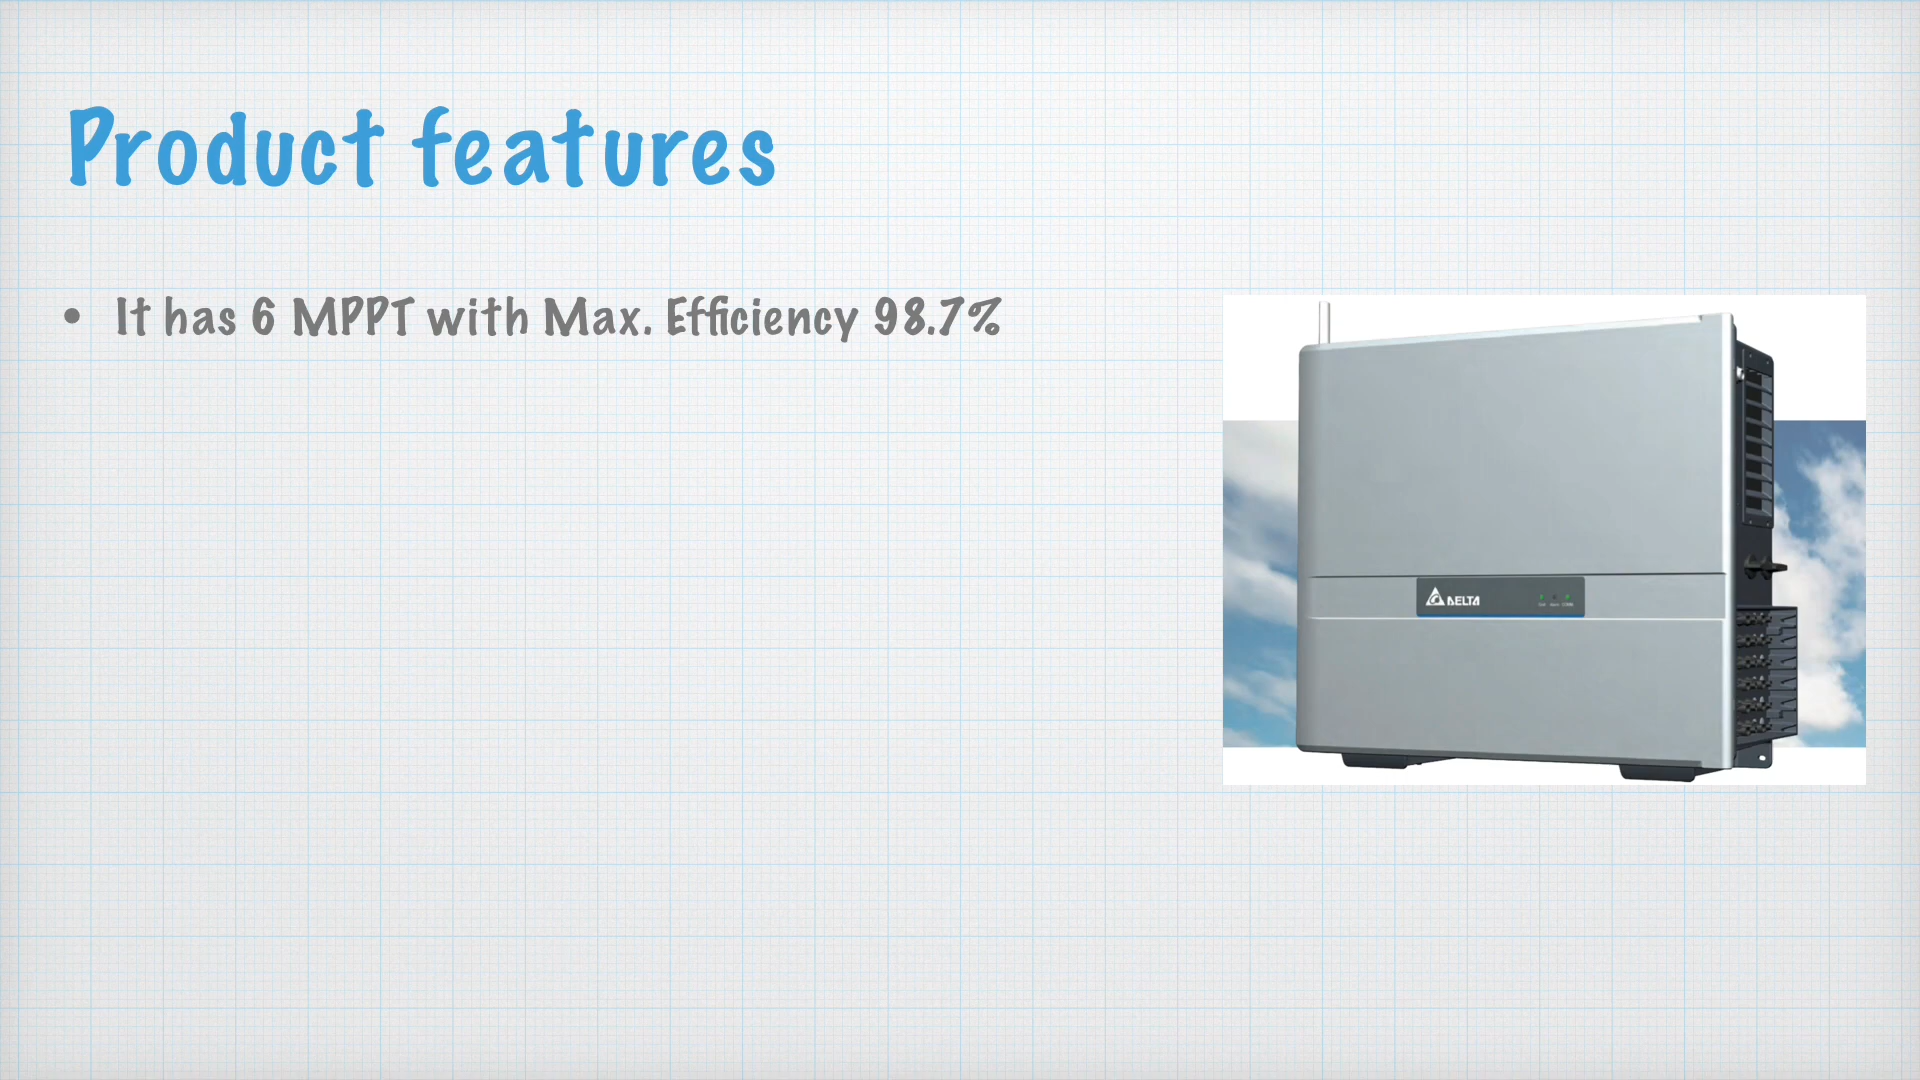 Product features
• It has 6 MPPT with Max. Efficiency 98.7%
DELTA